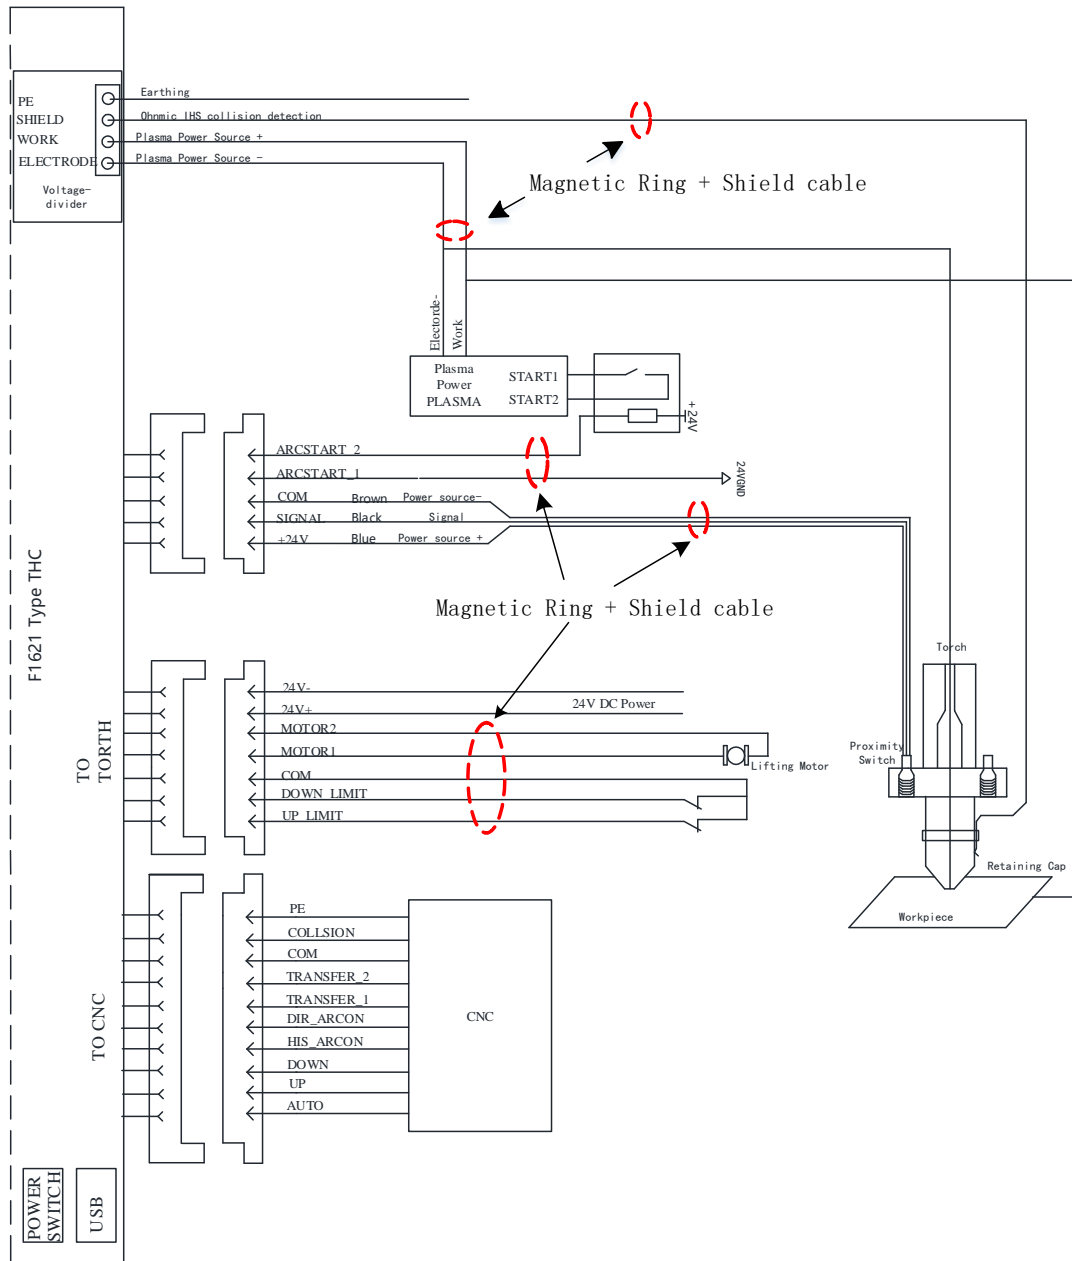 PE
Earthing
SHIELD
Ohnmic IHS collision detection
WORK
Plasma Power Source +
ELECTRODE
Plasma Power Source -
Voltage-
divider
Magnetic Ring + Shield cable
Electorde-
Work
Plasma
Power
PLASMA
START1
START2
+24V
ARCSTART_2
ARCSTART_1
24VGND
COM
Brown
Power source-
SIGNAL
Black
Signal
+24V
Blue
Power source +
Magnetic Ring + Shield cable
F1621 Type THC
TO
TORTH
24V-
24V+
24V DC Power
MOTOR2
MOTOR1
Lifting Motor
COM
DOWN_LIMIT
UP_LIMIT
Torch
Proximity
Switch
Retaining Cap
Workpiece
TO CNC
PE
COLLSION
COM
TRANSFER_2
TRANSFER_1
DIR_ARCON
HIS_ARCON
DOWN
UP
AUTO
CNC
POWER
SWITCH
USB